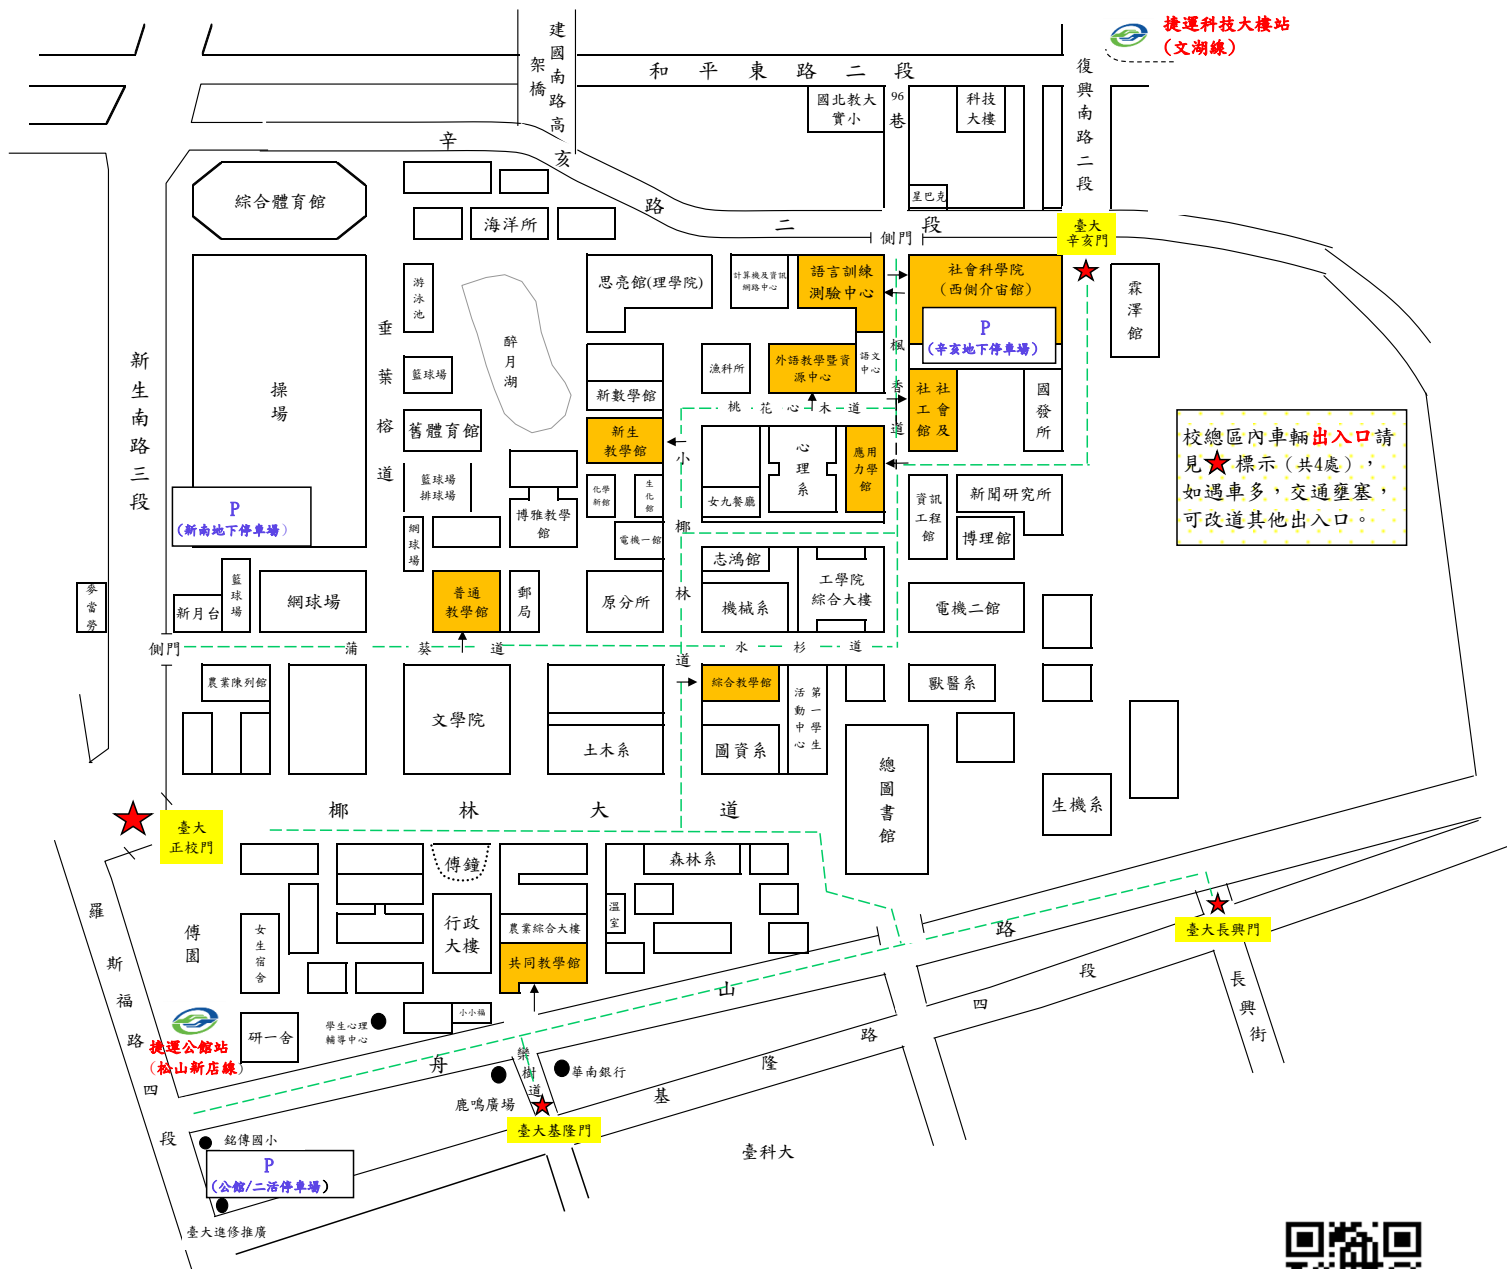 捷運科技大樓站
(文湖線)
建國南路高
架橋
和平東路二段
復興南路二段
國北教大
實小
96
巷
科技
大樓
辛亥路二段
星巴克
綜合體育館
海洋所
側門
臺大
辛亥門
新生南路三段
操場
垂葉榕道
游泳池
醉月湖
思亮館(理學院)
計算機及資訊
網路中心
語言訓練
測驗中心
社會科學院
(西側介宙館)
P
(辛亥地下停車場)
霖澤館
籃球場
新數學館
漁科所
外語教學暨資
源中心
語文
中心
楓香道
社會及
社工館
國發所
桃花心木道
舊體育館
新生
教學館
小椰林道
心理系
應用
力學館
校總區內車輛出入口請
見★標示(共4處),
如遇車多,交通壅塞,
可改道其他出入口。
籃球場
排球場
博雅教學
館
化學
新館
生化館
女九餐廳
資訊
工程館
新聞研究所
博理館
P
(新南地下停車場)
網球場
電機一館
志鴻館
工學院
綜合大樓
麥當勞
新月台
籃球場
網球場
普通
教學館
郵局
原分所
機械系
電機二館
側門
蒲葵道
水杉道
農業陳列館
文學院
綜合教學館
第一學生
活動中心
獸醫系
土木系
圖資系
總圖書館
生機系
椰林大道
臺大
正校門
傅鐘
森林系
羅斯福路四段
傅園
女生宿舍
行政
大樓
農業綜合大樓
共同教學館
溫室
臺大長興門
長興街
舟山路
基隆路四段
捷運公館站
(松山新店線)
研一舍
學生心理
輔導中心
小小福
欒樹道
華南銀行
鹿鳴廣場
臺大基隆門
銘傳國小
P
(公館/二活停車場)
臺大進修推廣
臺科大